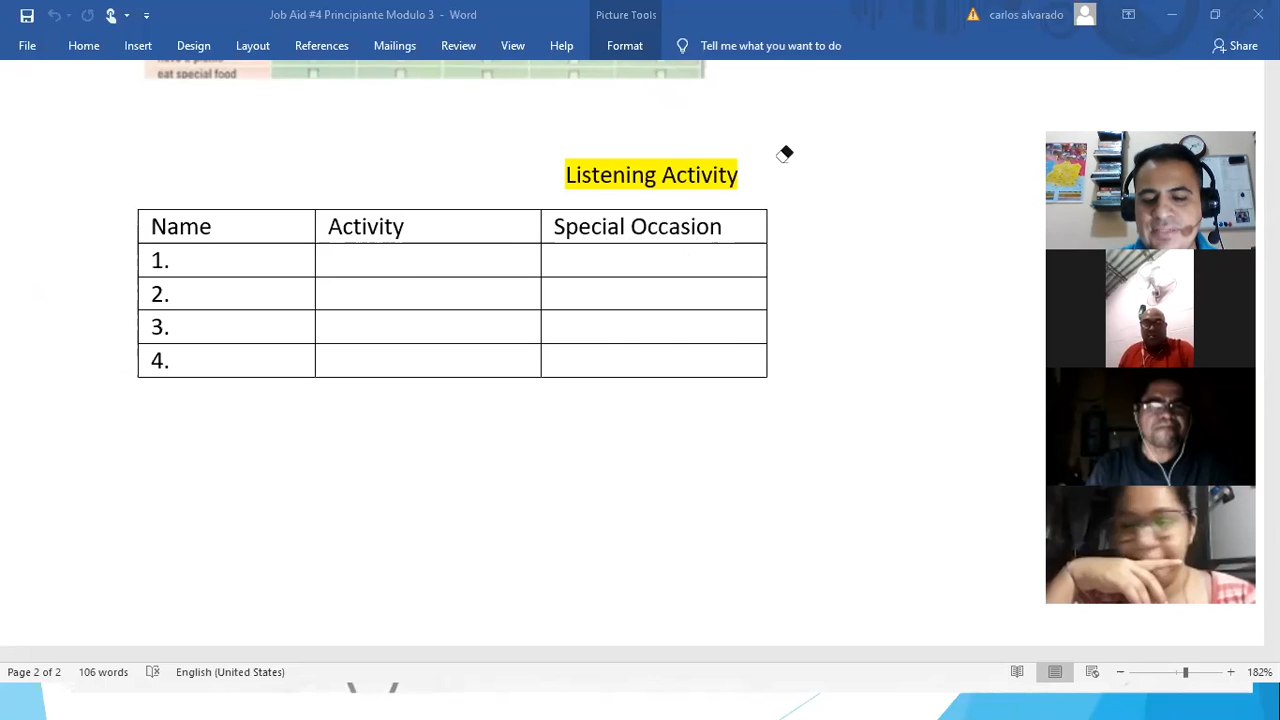 Job Aid #4 Principiante Modulo 3 - Word
Picture Tools
carlos alvarado
File Home Insert Design Layout References Mailings Review View Help Format Tell me what you want to do Share
eat special food
Listening Activity
Name Activity Special Occasion
1.
2.
3.
4.
Page 2 of 2 106 words English (United States) 182%